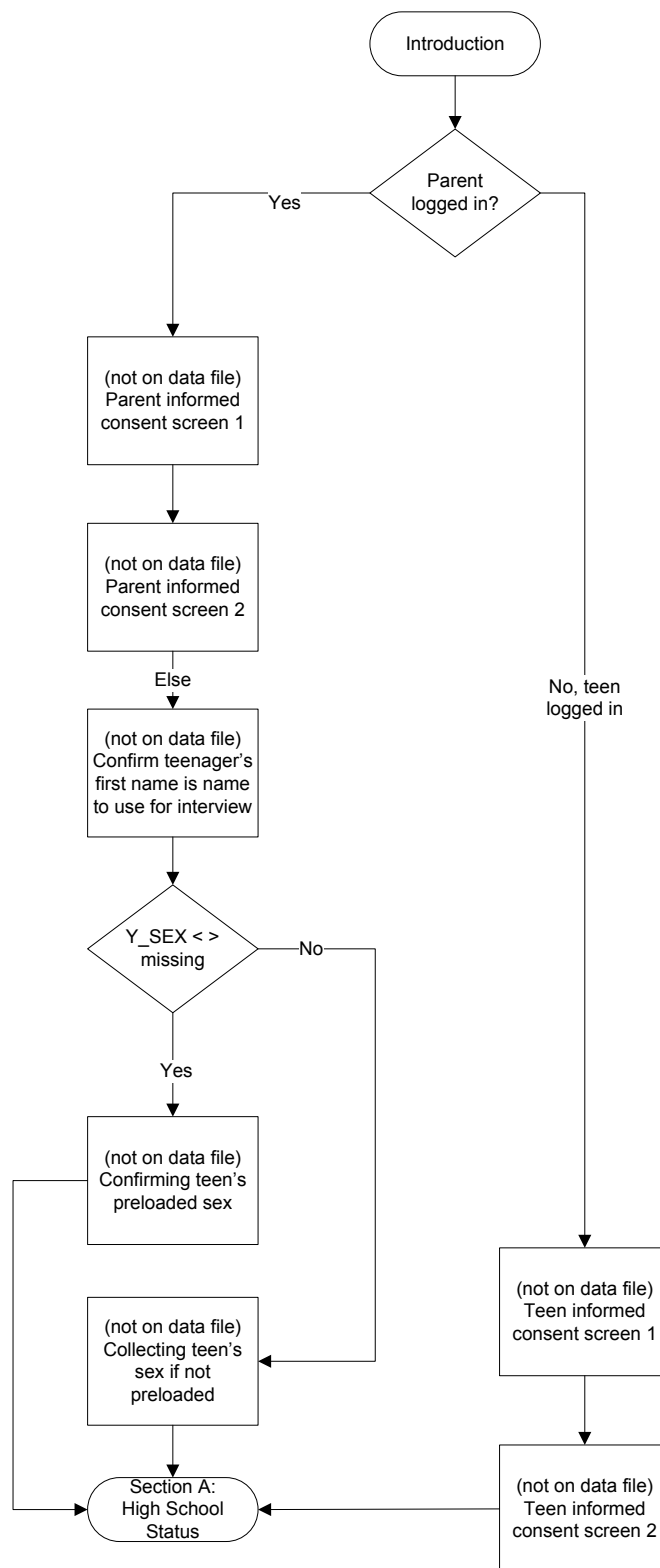 Introduction
Parent
logged in?
Yes
(not on data file)
Parent informed
consent screen 1
(not on data file)
Parent informed
consent screen 2
Else
No, teen
logged in
(not on data file)
Confirm teenager’s
first name is name
to use for interview
Y_SEX < >
missing
No
Yes
(not on data file)
Confirming teen’s
preloaded sex
(not on data file)
Teen informed
consent screen 1
(not on data file)
Collecting teen’s
sex if not
preloaded
Section A:
High School
Status
(not on data file)
Teen informed
consent screen 2